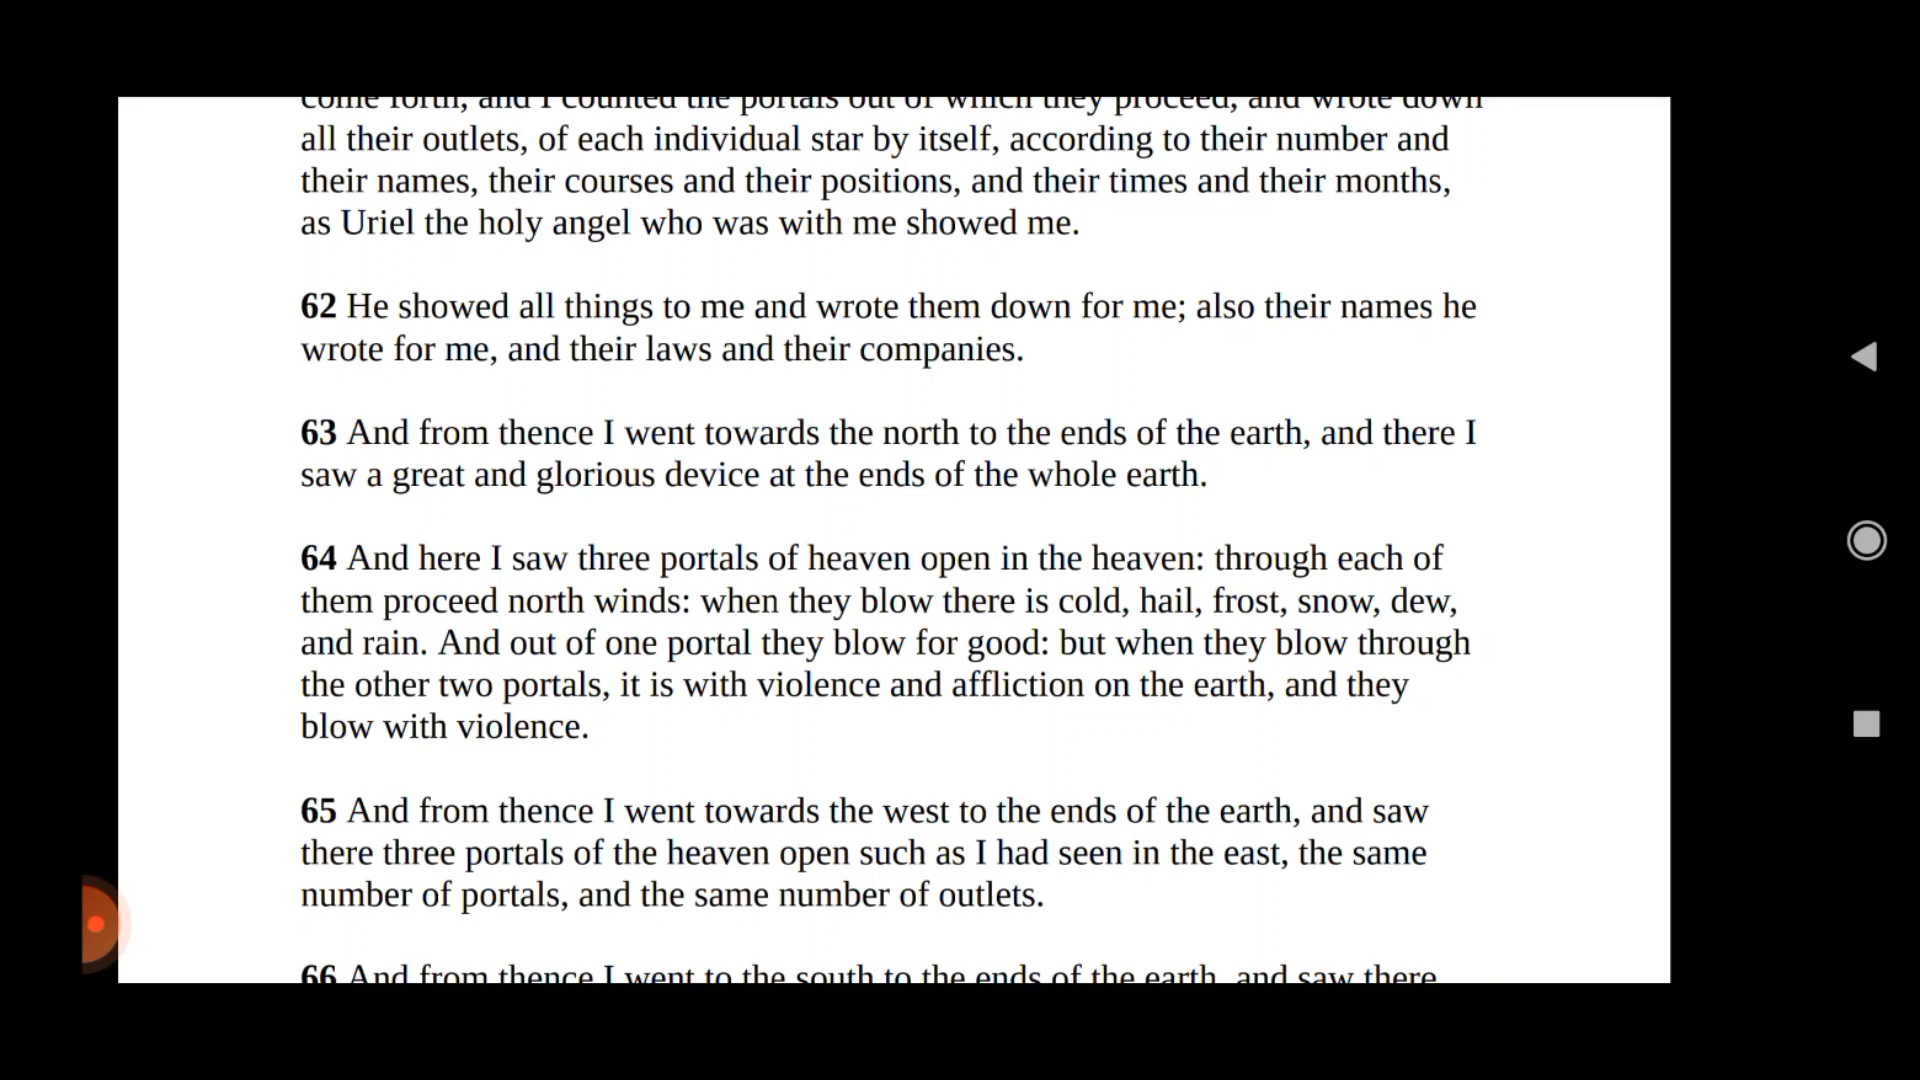 come forth, and I counted the portals out of which they proceed, and wrote down
all their outlets, of each individual star by itself, according to their number and
their names, their courses and their positions, and their times and their months,
as Uriel the holy angel who was with me showed me.
62 He showed all things to me and wrote them down for me; also their names he
wrote for me, and their laws and their companies.
63 And from thence I went towards the north to the ends of the earth, and there I
saw a great and glorious device at the ends of the whole earth.
64 And here I saw three portals of heaven open in the heaven: through each of
them proceed north winds: when they blow there is cold, hail, frost, snow, dew,
and rain. And out of one portal they blow for good: but when they blow through
the other two portals, it is with violence and affliction on the earth, and they
blow with violence.
65 And from thence I went towards the west to the ends of the earth, and saw
there three portals of the heaven open such as I had seen in the east, the same
number of portals, and the same number of outlets.
66 And from thence I went to the south to the ends of the earth, and saw there